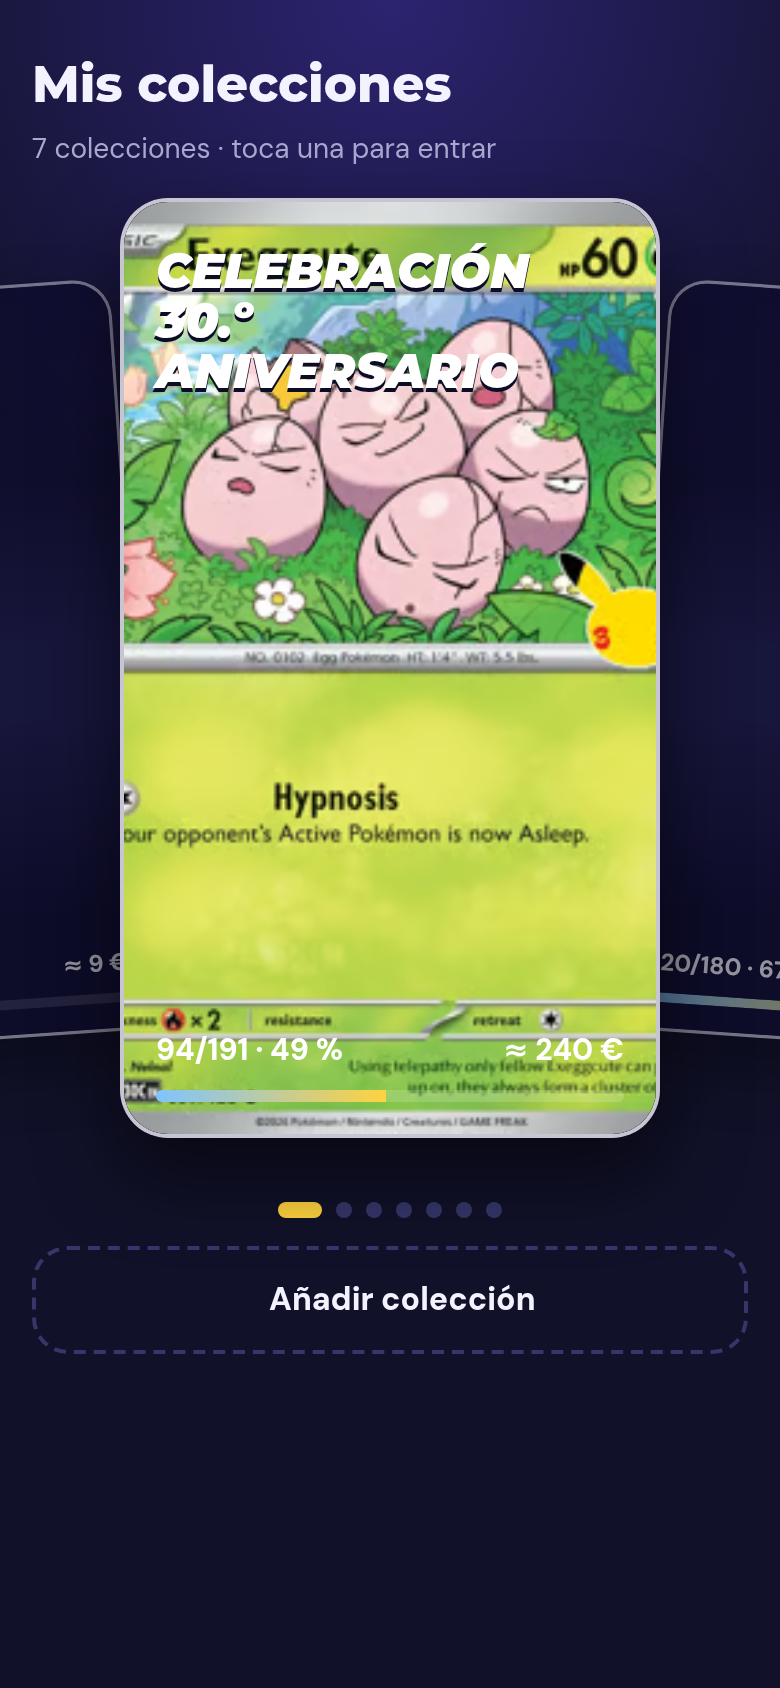 Mis colecciones
7 colecciones · toca una para entrar
Exeggcute
HP 60
CELEBRACIÓN
30.º
ANIVERSARIO
NO. 0102 Egg Pokémon HT: 1'4" WT: 5.5 lbs.
Hypnosis
our opponent's Active Pokémon is now Asleep.
≈ 9 €
20/180 · 67
ness × 2 resistance retreat
94/191 · 49 % ≈ 240 €
Using telepathy only fellow Exeggcute can
up on, they always form a cluster of
©2026 Pokémon / Nintendo / Creatures / GAME FREAK
Añadir colección